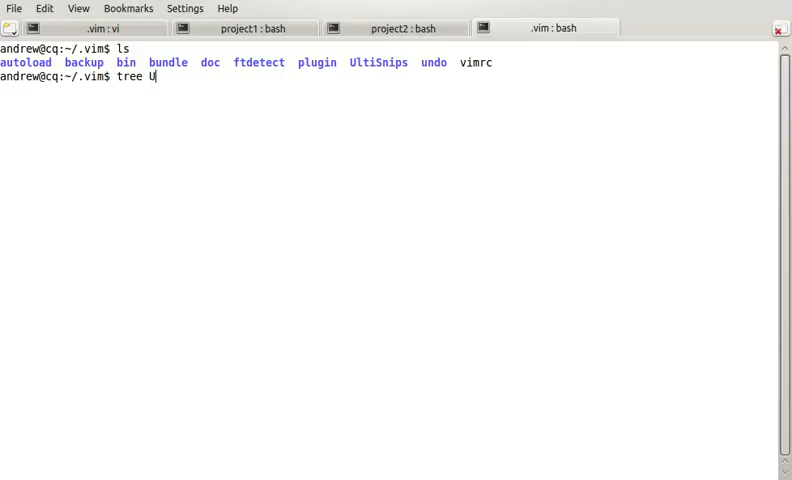 File Edit View Bookmarks Settings Help
.vim : vi project1 : bash project2 : bash .vim : bash
andrew@cq:~/.vim$ ls
autoload backup bin bundle doc ftdetect plugin UltiSnips undo vimrc
andrew@cq:~/.vim$ tree U